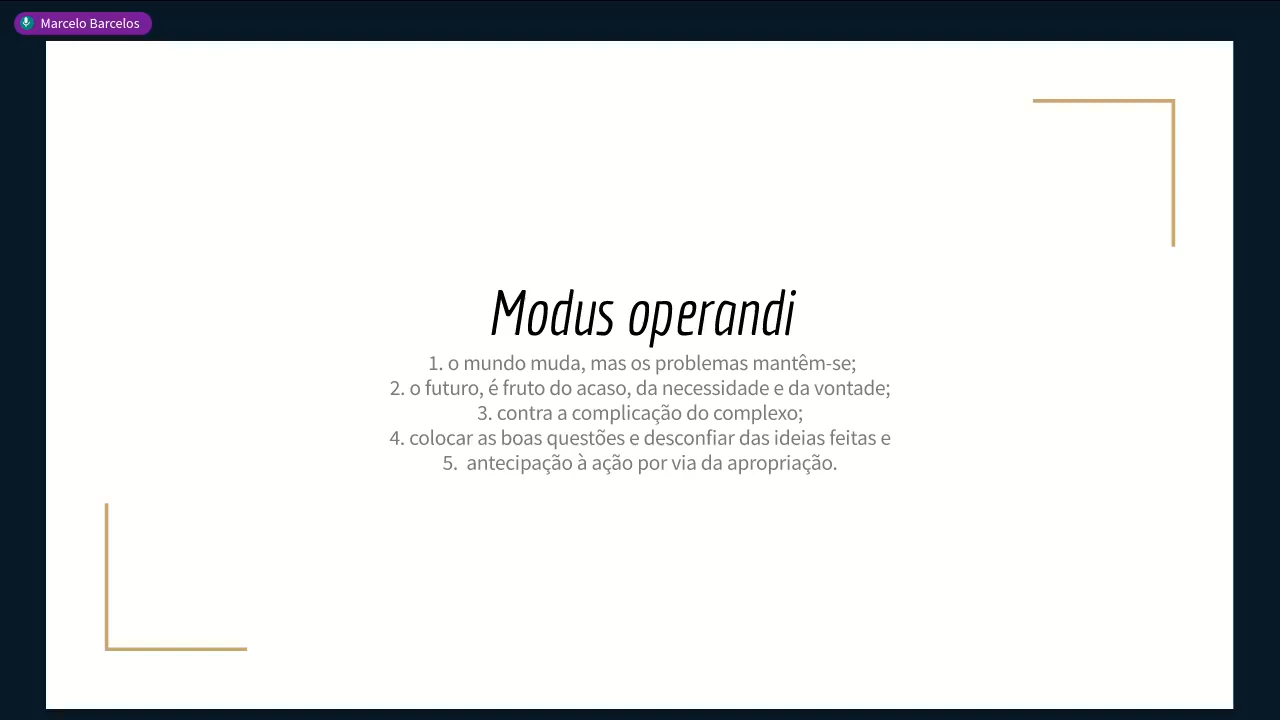 Marcelo Barcelos
Modus operandi
1. o mundo muda, mas os problemas mantêm-se;
2. o futuro, é fruto do acaso, da necessidade e da vontade;
3. contra a complicação do complexo;
4. colocar as boas questões e desconfiar das ideias feitas e
5.  antecipação à ação por via da apropriação.